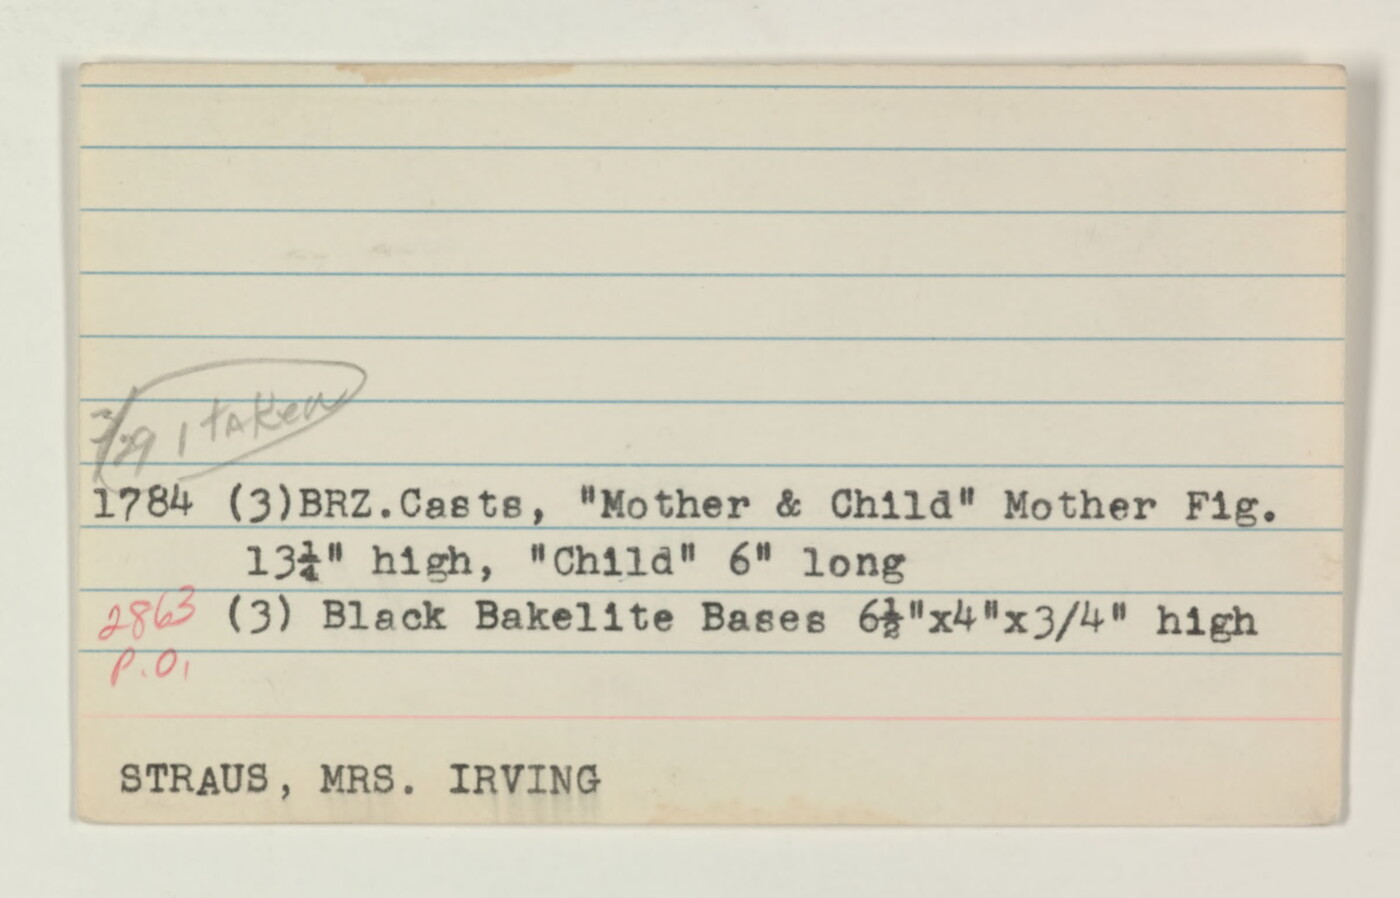 3/29 1 taken
1784 (3)BRZ.Casts, "Mother & Child" Mother Fig.
13¼" high, "Child" 6" long
2863 (3) Black Bakelite Bases 6½"x4"x3/4" high
P.O.
STRAUS, MRS. IRVING